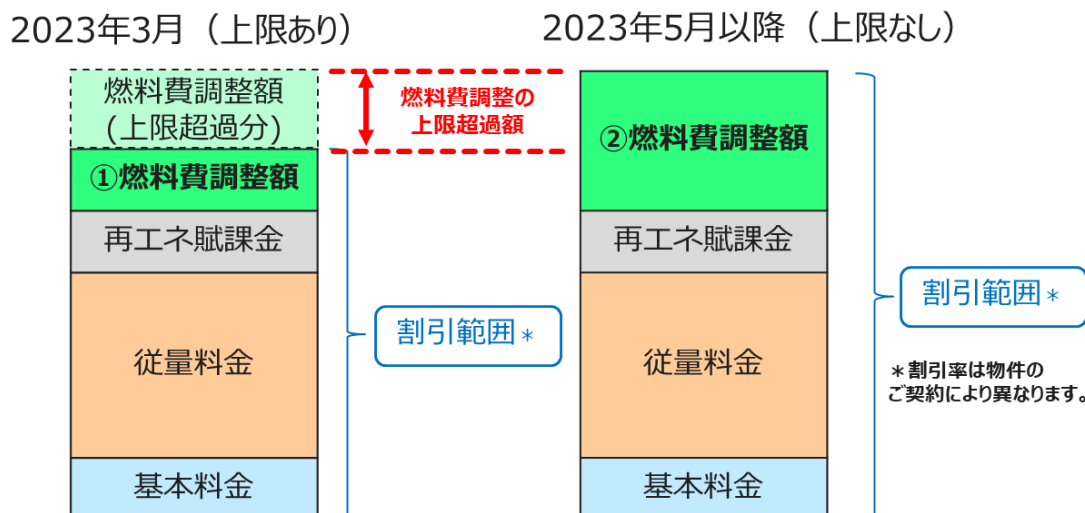 2023年3月（上限あり）
燃料費調整額
(上限超過分)
①燃料費調整額
再エネ賦課金
従量料金
基本料金
燃料費調整の
上限超過額
割引範囲＊
2023年5月以降（上限なし）
②燃料費調整額
再エネ賦課金
従量料金
基本料金
割引範囲＊
＊割引率は物件の
ご契約により異なります。